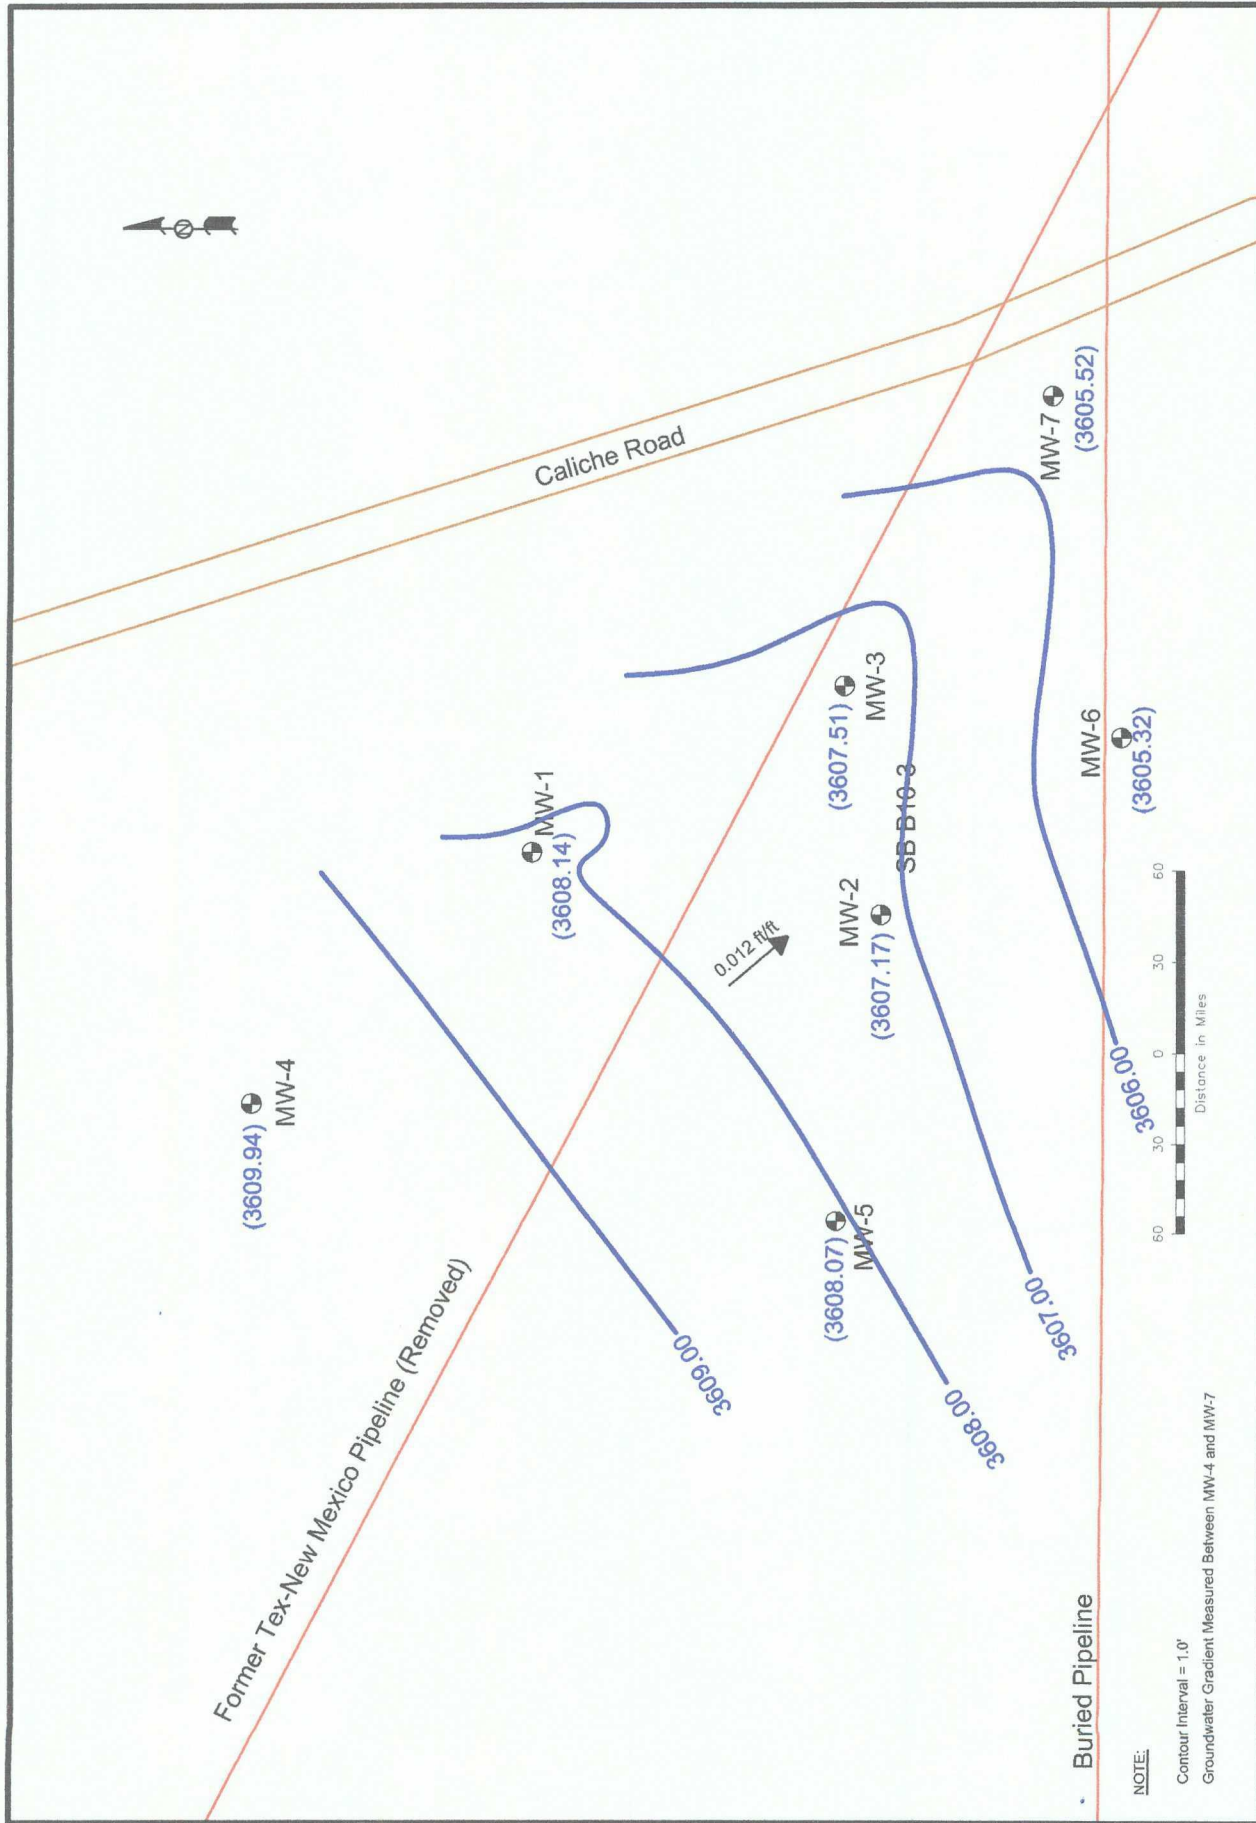 N
Former Tex-New Mexico Pipeline (Removed)
Caliche Road
(3609.94)
MW-4
MW-1
(3608.14)
3609.00
0.012 ft/ft
(3608.07)
MW-5
MW-2
(3607.17)
(3607.51)
MW-3
SB B10-3
3608.00
3607.00
MW-7
(3605.52)
MW-6
(3605.32)
3606.00
Buried Pipeline
60 30 0 30 60
Distance in Miles
NOTE:
Contour Interval = 1.0'
Groundwater Gradient Measured Between MW-4 and MW-7